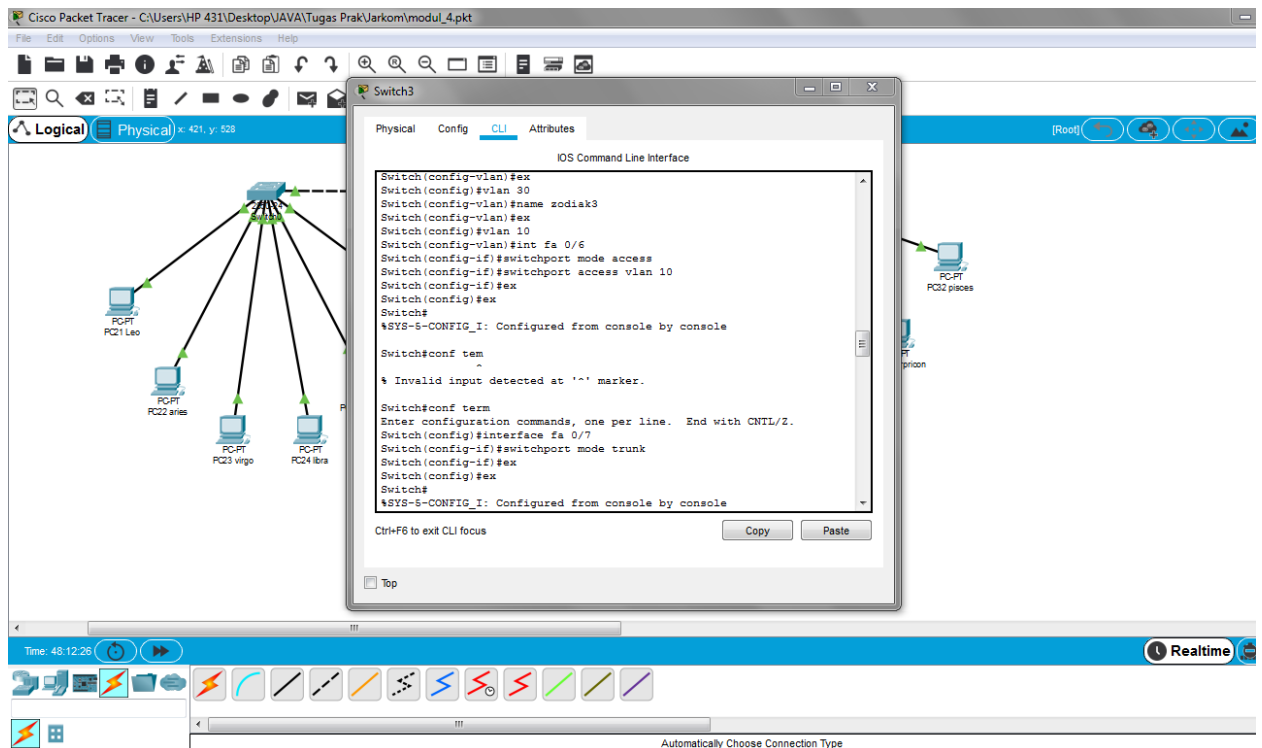 Cisco Packet Tracer - C:\Users\HP 431\Desktop\JAVA\Tugas Prak\Jarkom\modul_4.pkt
File Edit Options View Tools Extensions Help
Logical
Physical
x: 421, y: 528
[Root]
Switch0
PC-PT
PC21 Leo
PC-PT
PC22 aries
PC-PT
PC23 virgo
PC-PT
PC24 libra
PC-PT
PC32 pisces
Switch3
Physical Config CLI Attributes
IOS Command Line Interface
Switch(config-vlan)#ex
Switch(config)#vlan 30
Switch(config-vlan)#name zodiak3
Switch(config-vlan)#ex
Switch(config)#vlan 10
Switch(config-vlan)#int fa 0/6
Switch(config-if)#switchport mode access
Switch(config-if)#switchport access vlan 10
Switch(config-if)#ex
Switch(config)#ex
Switch#
%SYS-5-CONFIG_I: Configured from console by console
Switch#conf tem
^
% Invalid input detected at '^' marker.
Switch#conf term
Enter configuration commands, one per line. End with CNTL/Z.
Switch(config)#interface fa 0/7
Switch(config-if)#switchport mode trunk
Switch(config-if)#ex
Switch(config)#ex
Switch#
%SYS-5-CONFIG_I: Configured from console by console
Ctrl+F6 to exit CLI focus
Copy
Paste
Top
Time: 48:12:26
Realtime
Automatically Choose Connection Type